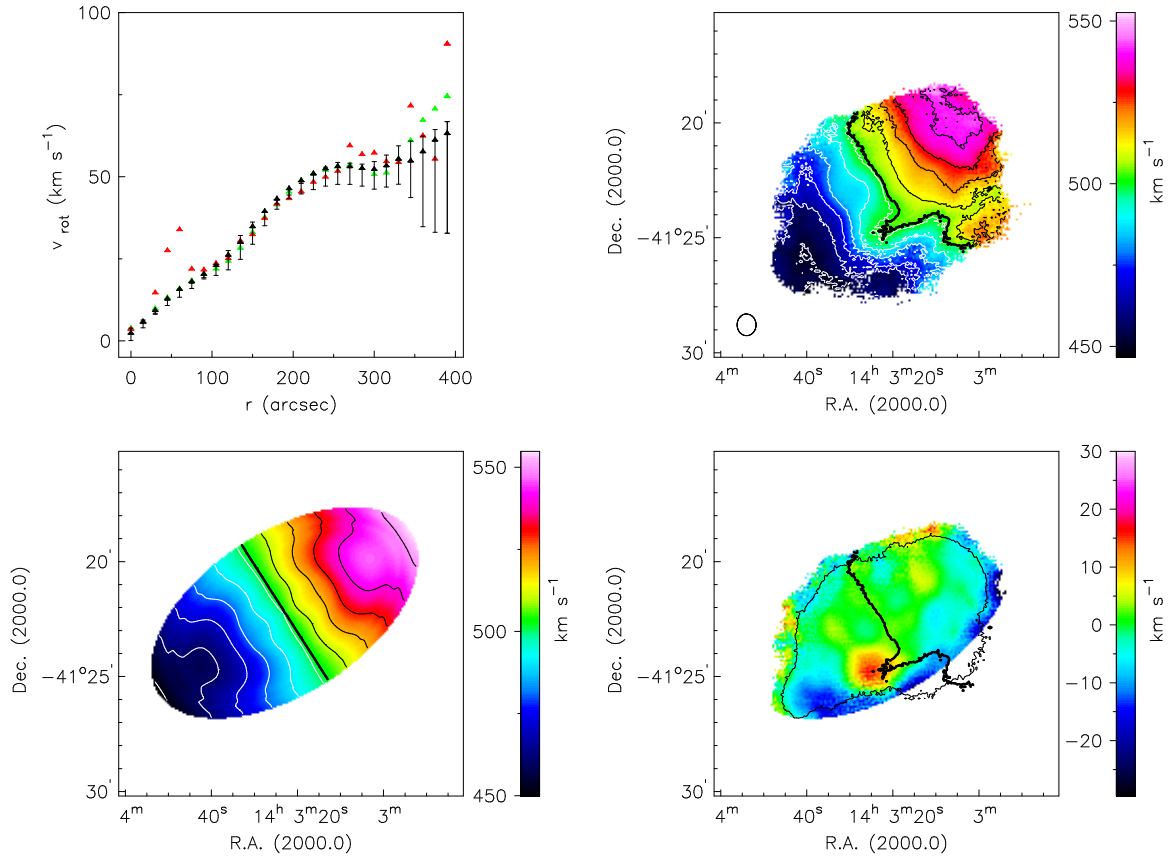 100
50
0
v rot (km s⁻¹)
0 100 200 300 400
r (arcsec)
20'
−41°25'
30'
Dec. (2000.0)
4ᵐ 40ˢ 14ʰ 3ᵐ20ˢ 3ᵐ
R.A. (2000.0)
550
500
450
km s⁻¹
20'
−41°25'
30'
Dec. (2000.0)
4ᵐ 40ˢ 14ʰ 3ᵐ20ˢ 3ᵐ
R.A. (2000.0)
550
500
450
km s⁻¹
20'
−41°25'
30'
Dec. (2000.0)
4ᵐ 40ˢ 14ʰ 3ᵐ20ˢ 3ᵐ
R.A. (2000.0)
30
20
10
0
−10
−20
km s⁻¹